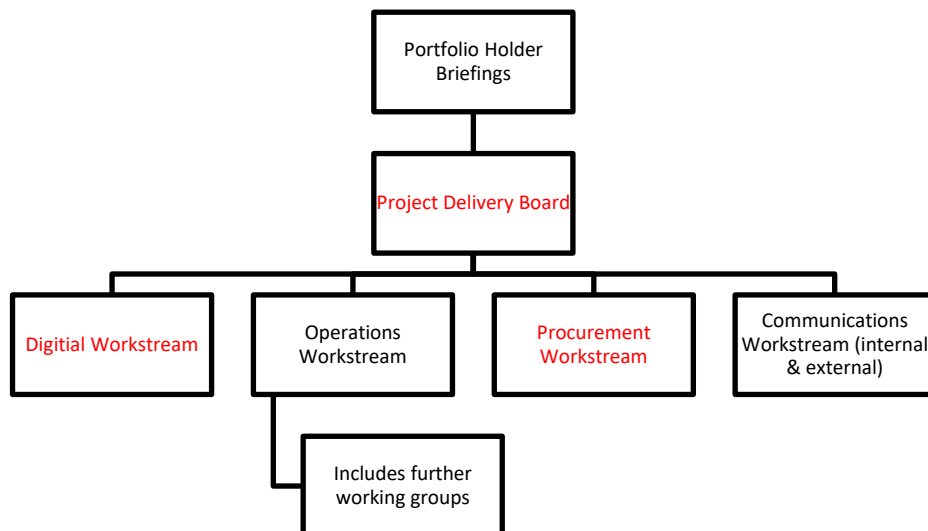 Portfolio Holder
Briefings
Project Delivery Board
Digitial Workstream
Operations
Workstream
Procurement
Workstream
Communications
Workstream (internal
& external)
Includes further
working groups